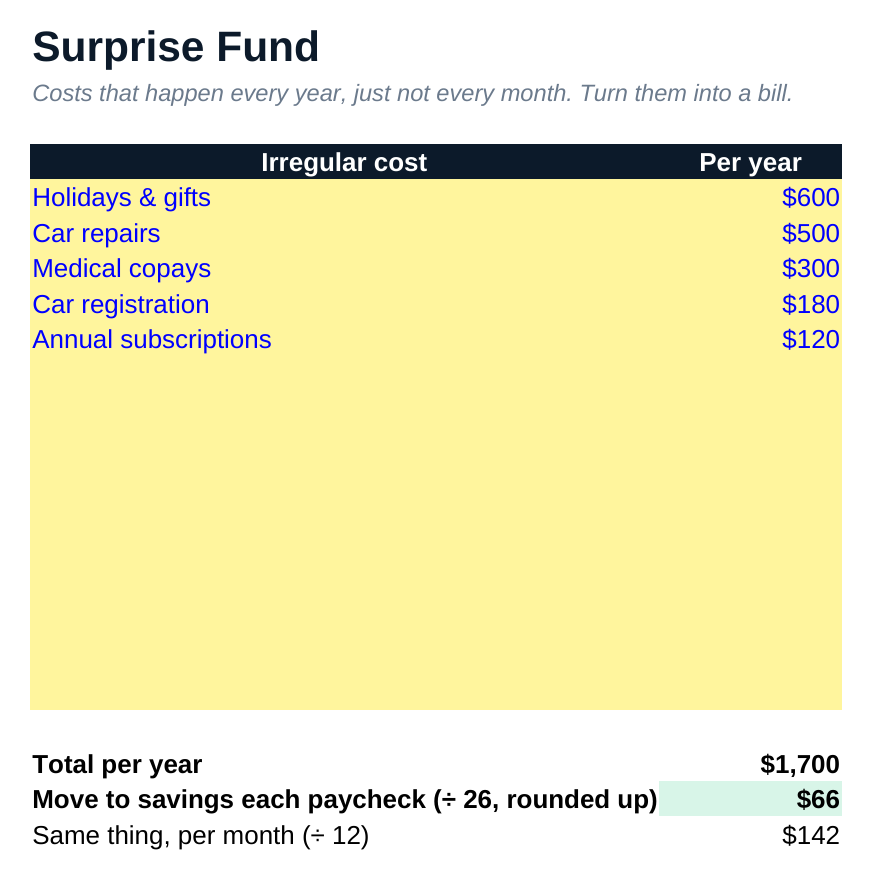 Surprise Fund
Costs that happen every year, just not every month. Turn them into a bill.
Irregular cost Per year
Holidays & gifts $600
Car repairs $500
Medical copays $300
Car registration $180
Annual subscriptions $120
Total per year $1,700
Move to savings each paycheck (÷ 26, rounded up) $66
Same thing, per month (÷ 12) $142